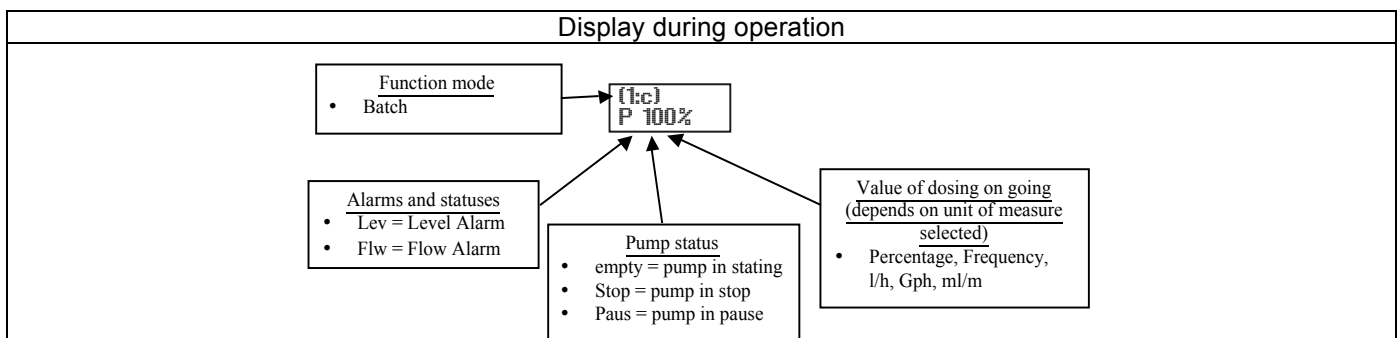 Display during operation
Function mode
• Batch
(1:c)
P 100%
Alarms and statuses
• Lev = Level Alarm
• Flw = Flow Alarm
Pump status
• empty = pump in stating
• Stop = pump in stop
• Paus = pump in pause
Value of dosing on going
(depends on unit of measure
selected)
• Percentage, Frequency,
l/h, Gph, ml/m